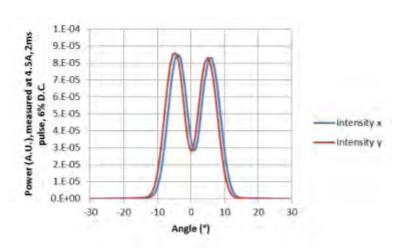 1.E-04
9.E-05
8.E-05
7.E-05
6.E-05
5.E-05
4.E-05
3.E-05
2.E-05
1.E-05
0.E+00
Power (A.U.), measured at 4.5A, 2ms
pulse, 6% D.C.
-30 -20 -10 0 10 20 30
Angle (°)
Intensity x
Intensity y